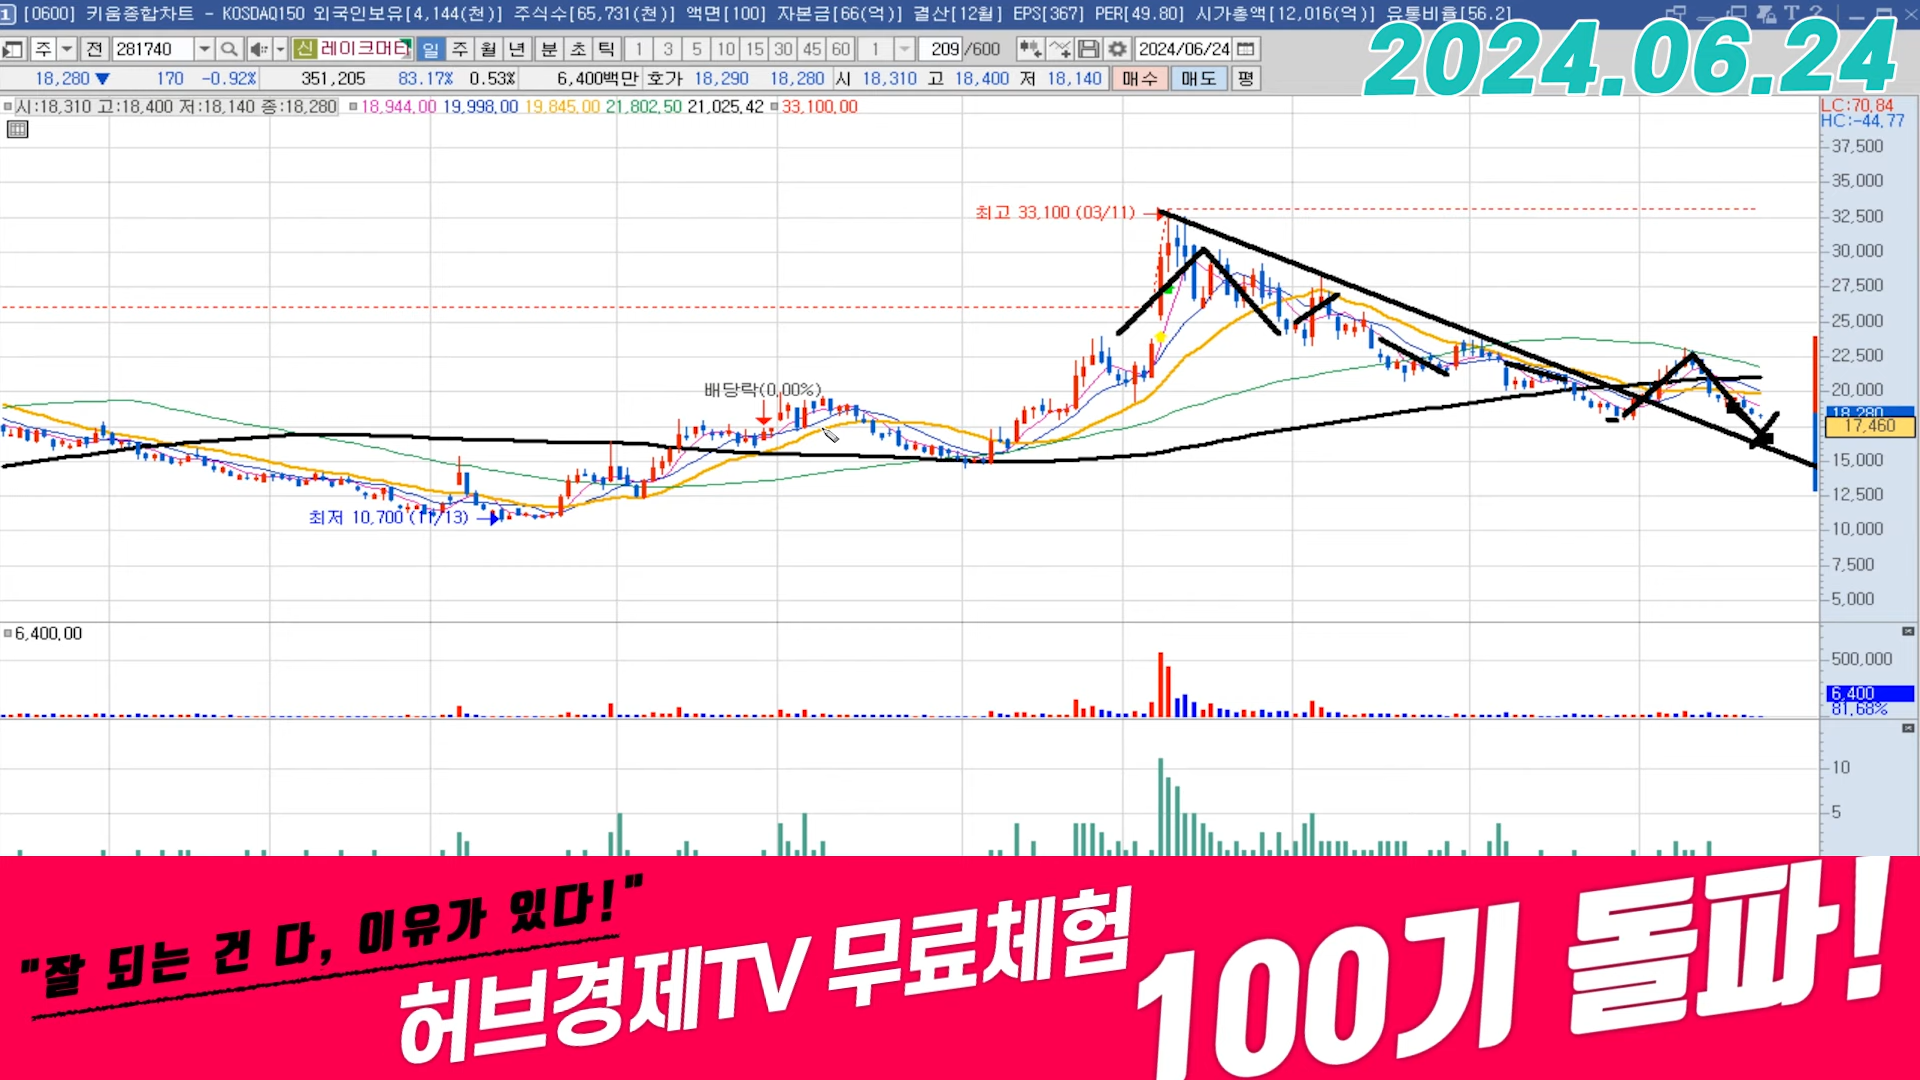 1 [0600] 키움종합차트 - KOSDAQ150 외국인보유[4,144(천)] 주식수[65,731(천)] 액면[100] 자본금[66(억)] 결산[12월] EPS[367] PER[49.80] 시가총액[12,016(억)] 유통비율[56.2]
2024.06.24
주 전 281740 신 레이크머티 일 주 월 년 분 초 틱 1 3 5 10 15 30 45 60 1 209 /600 2024/06/24
18,280 ▼ 170 -0.92% 351,205 83.17% 0.53% 6,400백만 호가 18,290 18,280 시 18,310 고 18,400 저 18,140 매수 매도 평
시:18,310 고:18,400 저:18,140 종:18,280 18,944.00 19,998.00 19,845.00 21,802.50 21,025.42 33,100.00
LC:70.84
HC:-44.77
37,500
35,000
최고 33,100 (03/11)
32,500
30,000
27,500
25,000
22,500
배당락(0.00%)
20,000
18,280
17,460
15,000
12,500
최저 10,700 (11/13)
10,000
7,500
5,000
6,400.00
500,000
6,400
81.68%
10
5
"잘 되는 건 다, 이유가 있다!"
허브경제TV 무료체험
100기 돌파!